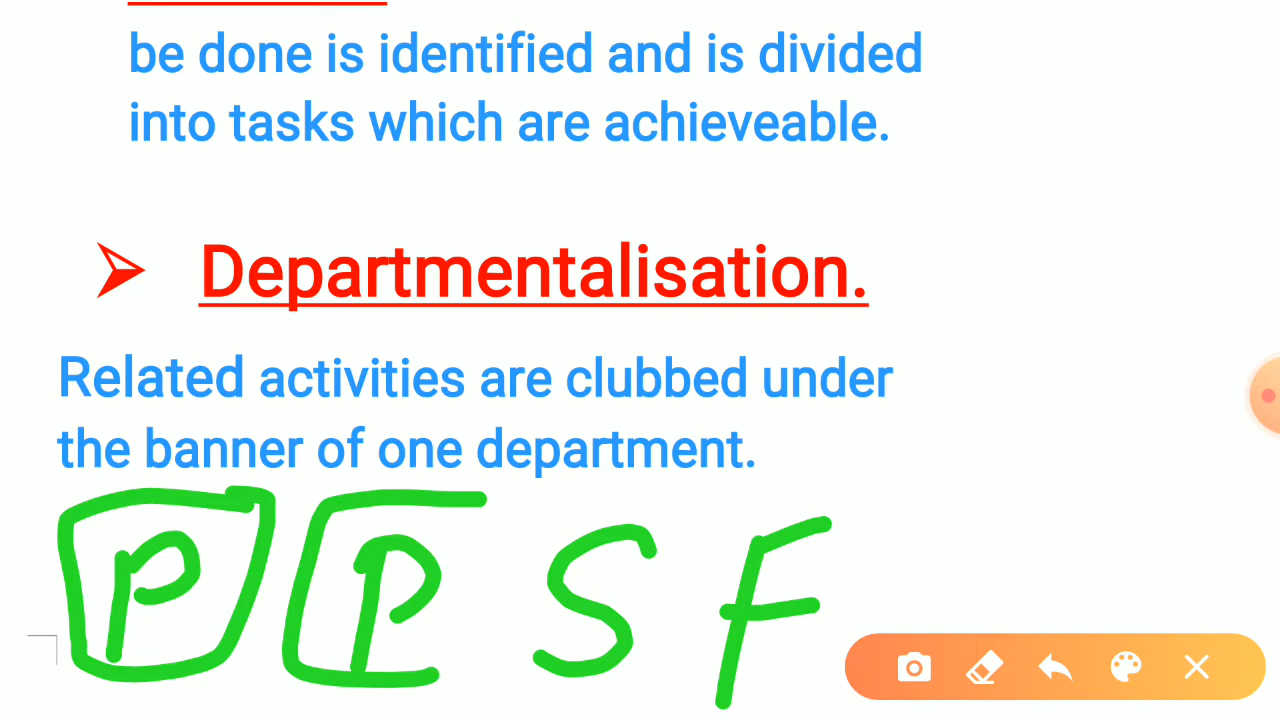 be done is identified and is divided
into tasks which are achieveable.
➢ Departmentalisation.
Related activities are clubbed under
the banner of one department.
P P S F